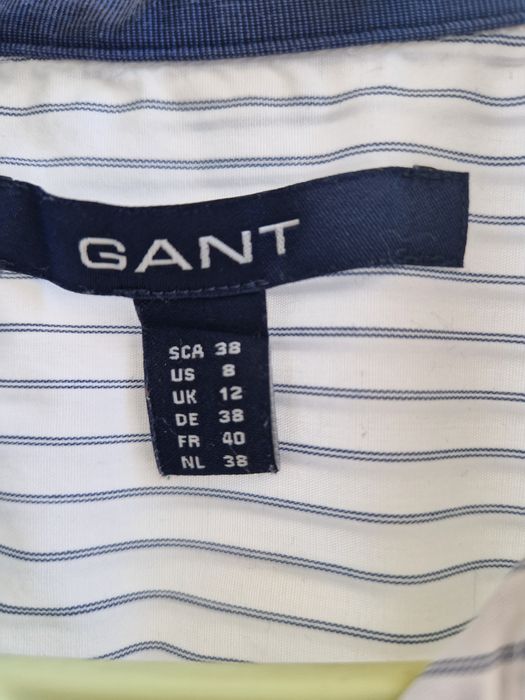 GANT
SCA 38
US 8
UK 12
DE 38
FR 40
NL 38